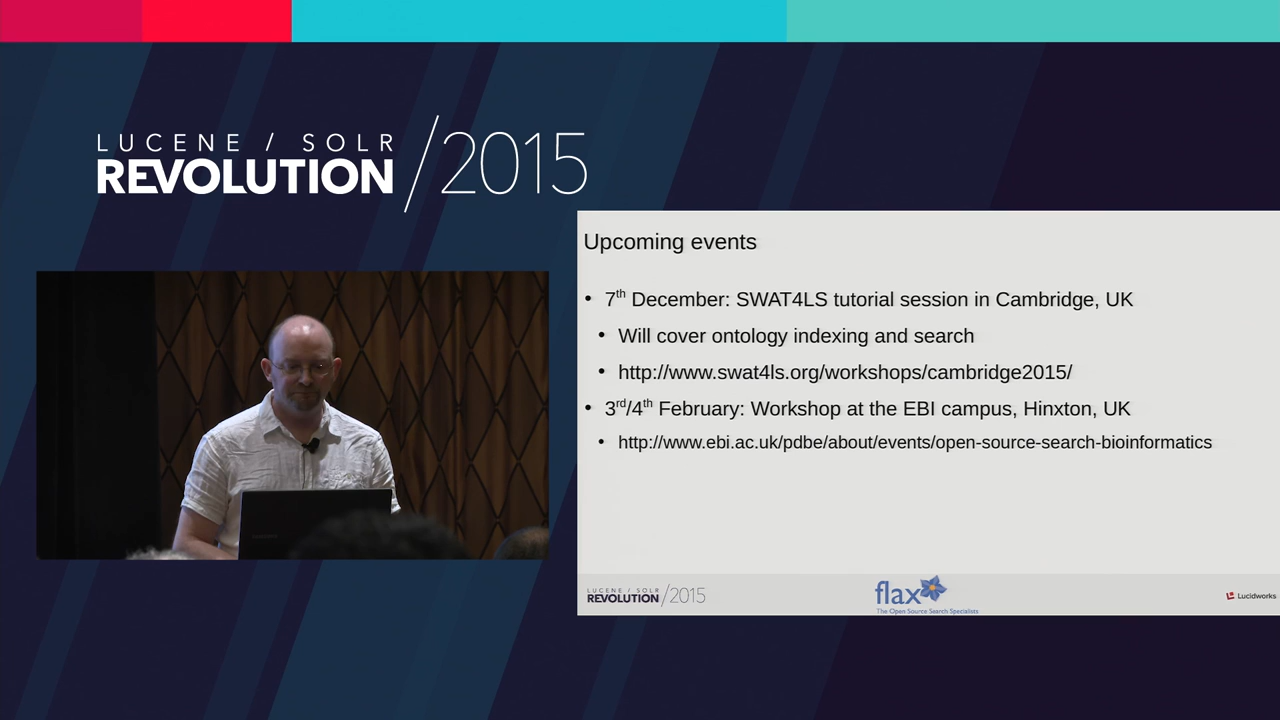 LUCENE / SOLR
REVOLUTION /2015
Upcoming events
• 7th December: SWAT4LS tutorial session in Cambridge, UK
• Will cover ontology indexing and search
• http://www.swat4ls.org/workshops/cambridge2015/
• 3rd/4th February: Workshop at the EBI campus, Hinxton, UK
• http://www.ebi.ac.uk/pdbe/about/events/open-source-search-bioinformatics
LUCENE / SOLR
REVOLUTION /2015
flax
The Open Source Search Specialists
Lucidworks